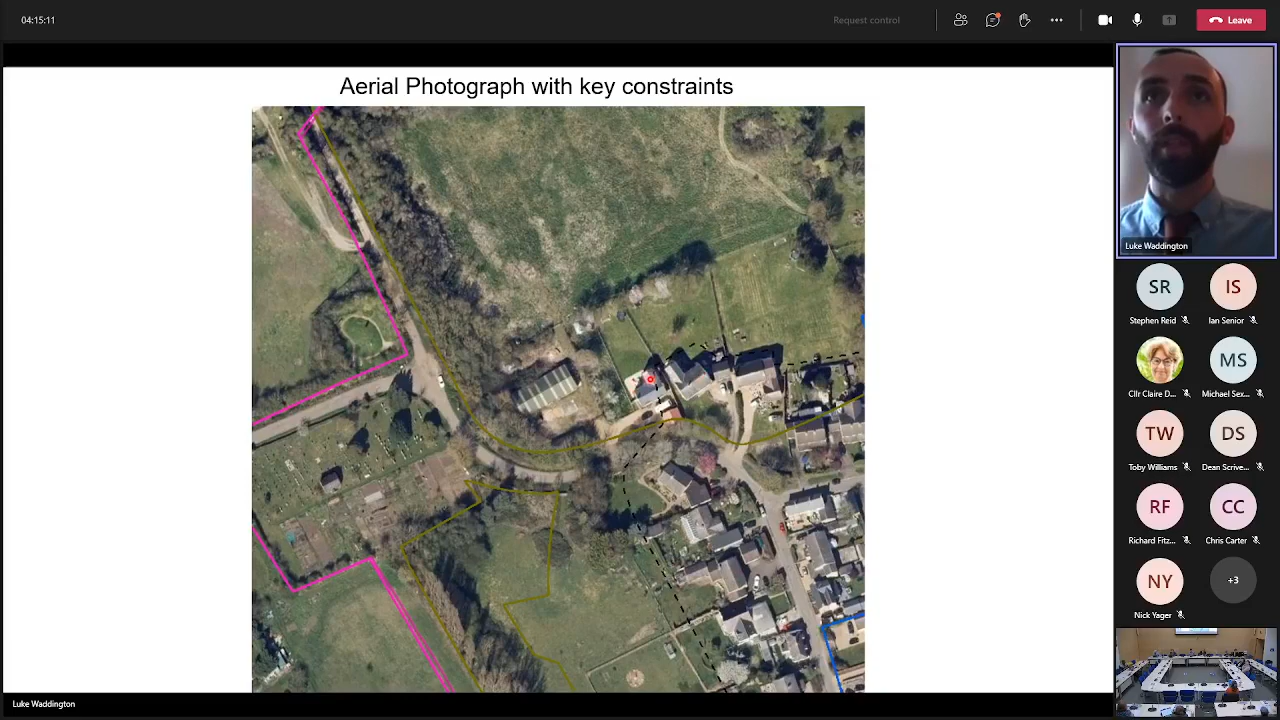 04:15:11
Request control
Leave
Aerial Photograph with key constraints
Luke Waddington
SR
IS
Stephen Reid
Ian Senior
MS
Cllr Claire D...
Michael Sex...
TW
DS
Toby Williams
Dean Scrive...
RF
CC
Richard Fitz...
Chris Carter
NY
+3
Nick Yager
Luke Waddington